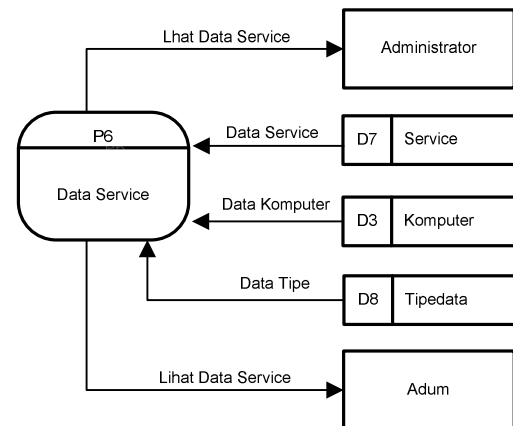 Lhat Data Service
Administrator
P6
Data Service
D7
Service
Data Service
Data Komputer
D3
Komputer
Data Tipe
D8
Tipedata
Lihat Data Service
Adum